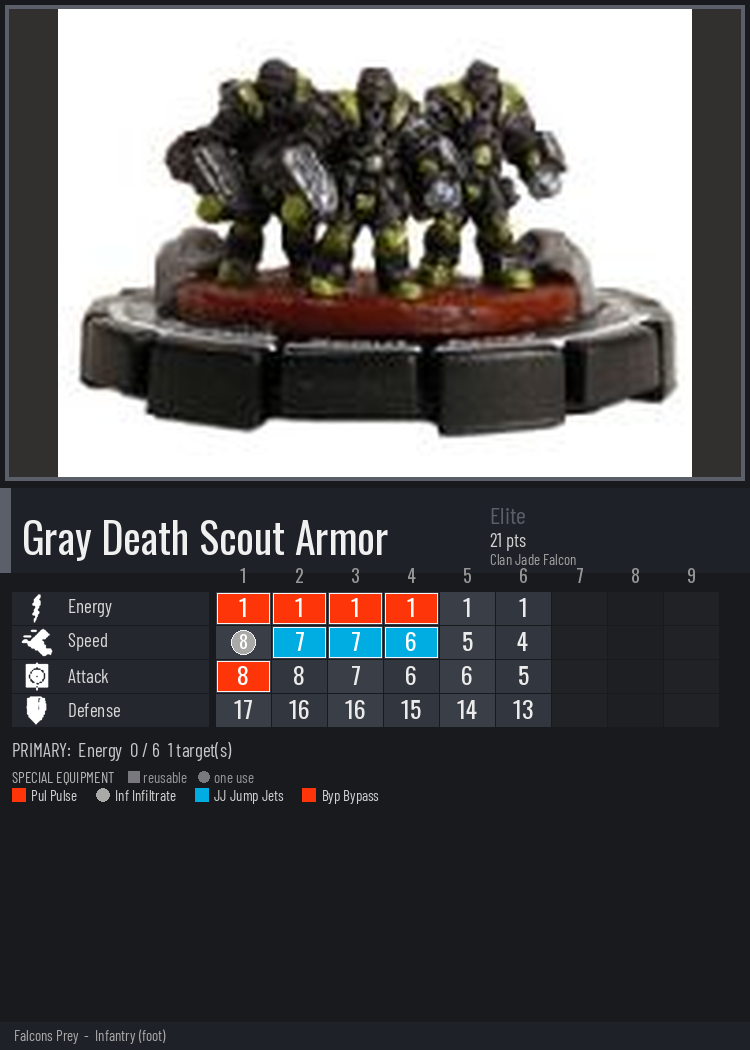 Gray Death Scout Armor
Elite
21 pts
Clan Jade Falcon
1 2 3 4 5 6 7 8 9
Energy 1 1 1 1 1 1
Speed 8 7 7 6 5 4
Attack 8 8 7 6 6 5
Defense 17 16 16 15 14 13
PRIMARY: Energy 0 / 6 1 target(s)
SPECIAL EQUIPMENT reusable one use
Pul Pulse Inf Infiltrate JJ Jump Jets Byp Bypass
Falcons Prey - Infantry (foot)